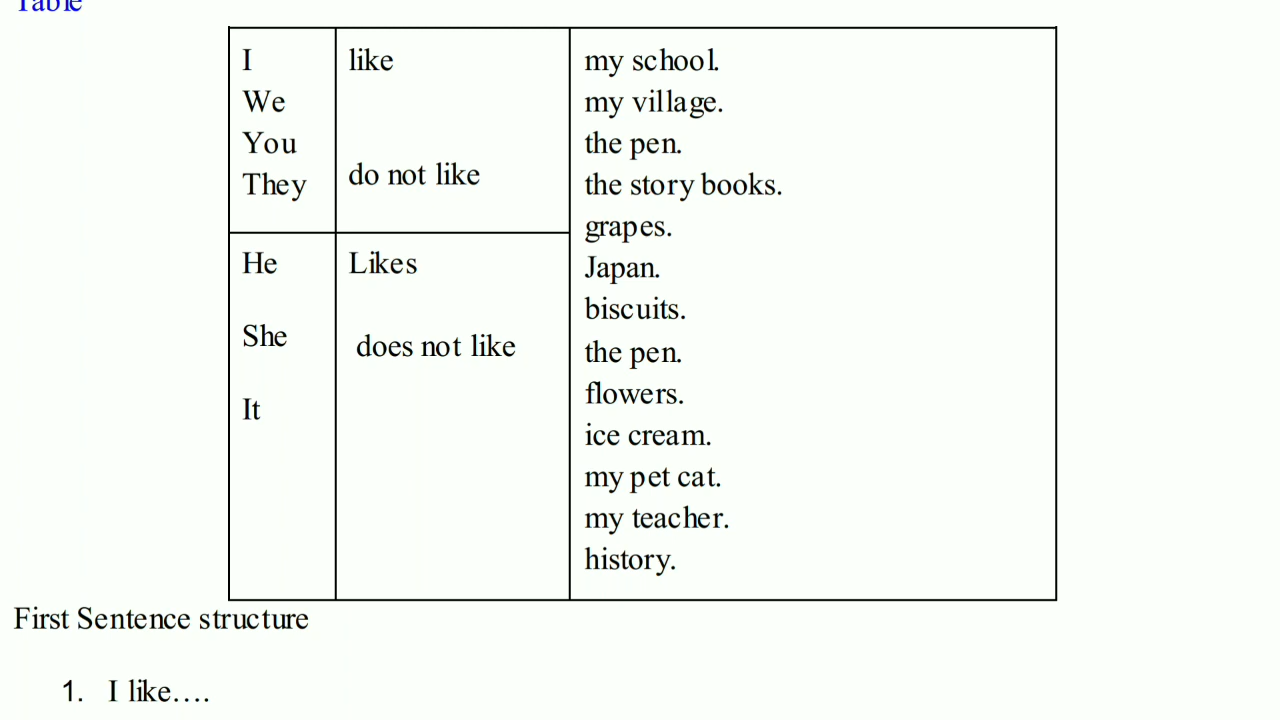 Table
I
We
You
They
like
do not like
my school.
my village.
the pen.
the story books.
grapes.
Japan.
biscuits.
the pen.
flowers.
ice cream.
my pet cat.
my teacher.
history.
He
She
It
Likes
does not like
First Sentence structure
1. I like….